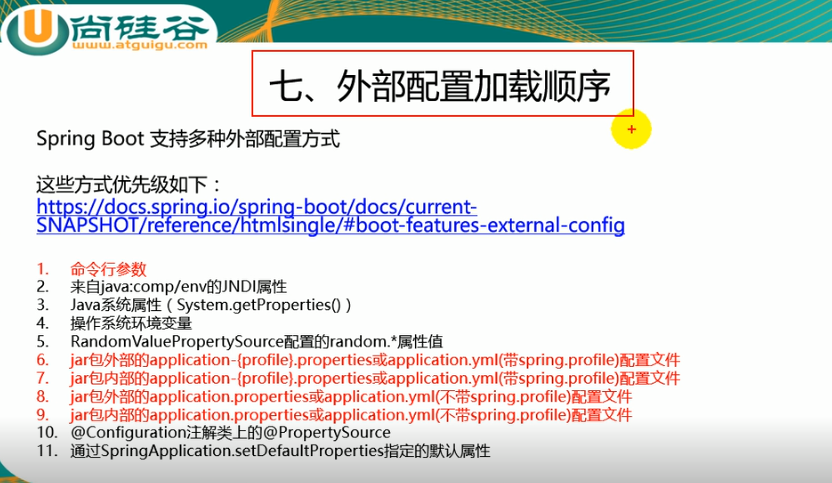 尚硅谷
www.atguigu.com
七、外部配置加载顺序
Spring Boot 支持多种外部配置方式
这些方式优先级如下：
https://docs.spring.io/spring-boot/docs/current-
SNAPSHOT/reference/htmlsingle/#boot-features-external-config
1. 命令行参数
2. 来自java:comp/env的JNDI属性
3. Java系统属性（System.getProperties()）
4. 操作系统环境变量
5. RandomValuePropertySource配置的random.*属性值
6. jar包外部的application-{profile}.properties或application.yml(带spring.profile)配置文件
7. jar包内部的application-{profile}.properties或application.yml(带spring.profile)配置文件
8. jar包外部的application.properties或application.yml(不带spring.profile)配置文件
9. jar包内部的application.properties或application.yml(不带spring.profile)配置文件
10. @Configuration注解类上的@PropertySource
11. 通过SpringApplication.setDefaultProperties指定的默认属性